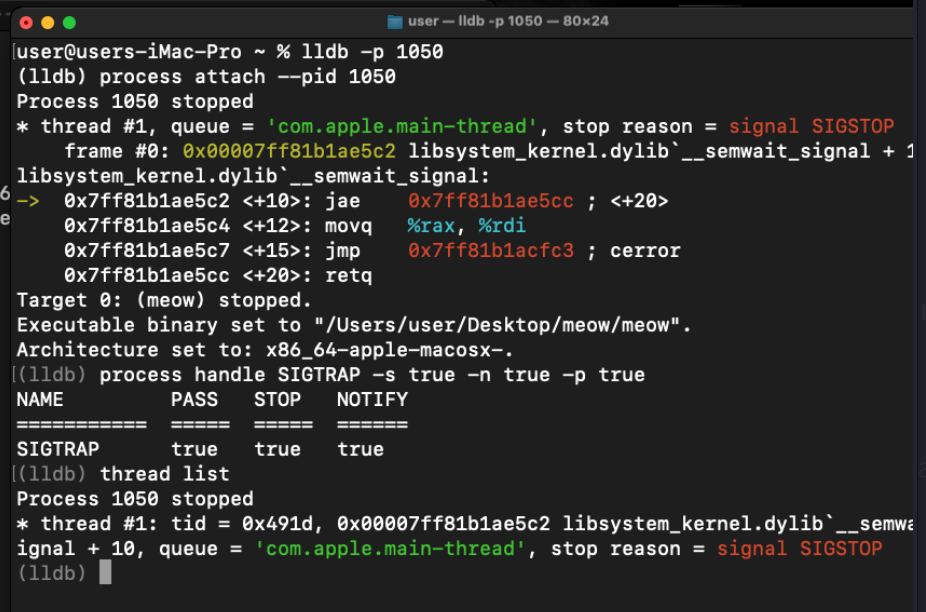 user — lldb -p 1050 — 80×24
user@users-iMac-Pro ~ % lldb -p 1050
(lldb) process attach --pid 1050
Process 1050 stopped
* thread #1, queue = 'com.apple.main-thread', stop reason = signal SIGSTOP
    frame #0: 0x00007ff81b1ae5c2 libsystem_kernel.dylib`__semwait_signal + 1
libsystem_kernel.dylib`__semwait_signal:
->  0x7ff81b1ae5c2 <+10>: jae    0x7ff81b1ae5cc ; <+20>
    0x7ff81b1ae5c4 <+12>: movq   %rax, %rdi
    0x7ff81b1ae5c7 <+15>: jmp    0x7ff81b1acfc3 ; cerror
    0x7ff81b1ae5cc <+20>: retq
Target 0: (meow) stopped.
Executable binary set to "/Users/user/Desktop/meow/meow".
Architecture set to: x86_64-apple-macosx-.
(lldb) process handle SIGTRAP -s true -n true -p true
NAME         PASS   STOP   NOTIFY
===========  =====  =====  ======
SIGTRAP      true   true   true
(lldb) thread list
Process 1050 stopped
* thread #1: tid = 0x491d, 0x00007ff81b1ae5c2 libsystem_kernel.dylib`__semwa
ignal + 10, queue = 'com.apple.main-thread', stop reason = signal SIGSTOP
(lldb)